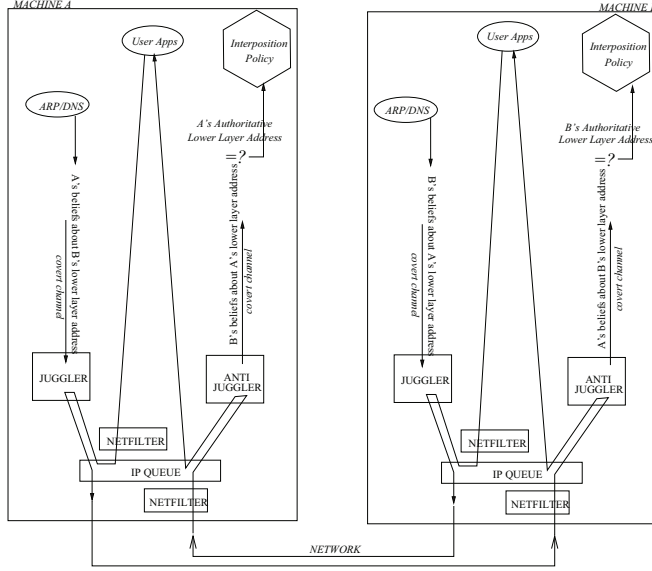 MACHINE A
User Apps
Interposition
Policy
ARP/DNS
A's Authoritative
Lower Layer Address
=?
A's beliefs about B's lower layer address
covert channel
B's beliefs about A's lower layer address
covert channel
JUGGLER
ANTI
JUGGLER
NETFILTER
IP QUEUE
NETFILTER
MACHINE
User Apps
Interposition
Policy
ARP/DNS
B's Authoritative
Lower Layer Address
=?
B's beliefs about A's lower layer address
covert channel
A's beliefs about B's lower layer address
covert channel
JUGGLER
ANTI
JUGGLER
NETFILTER
IP QUEUE
NETFILTER
NETWORK